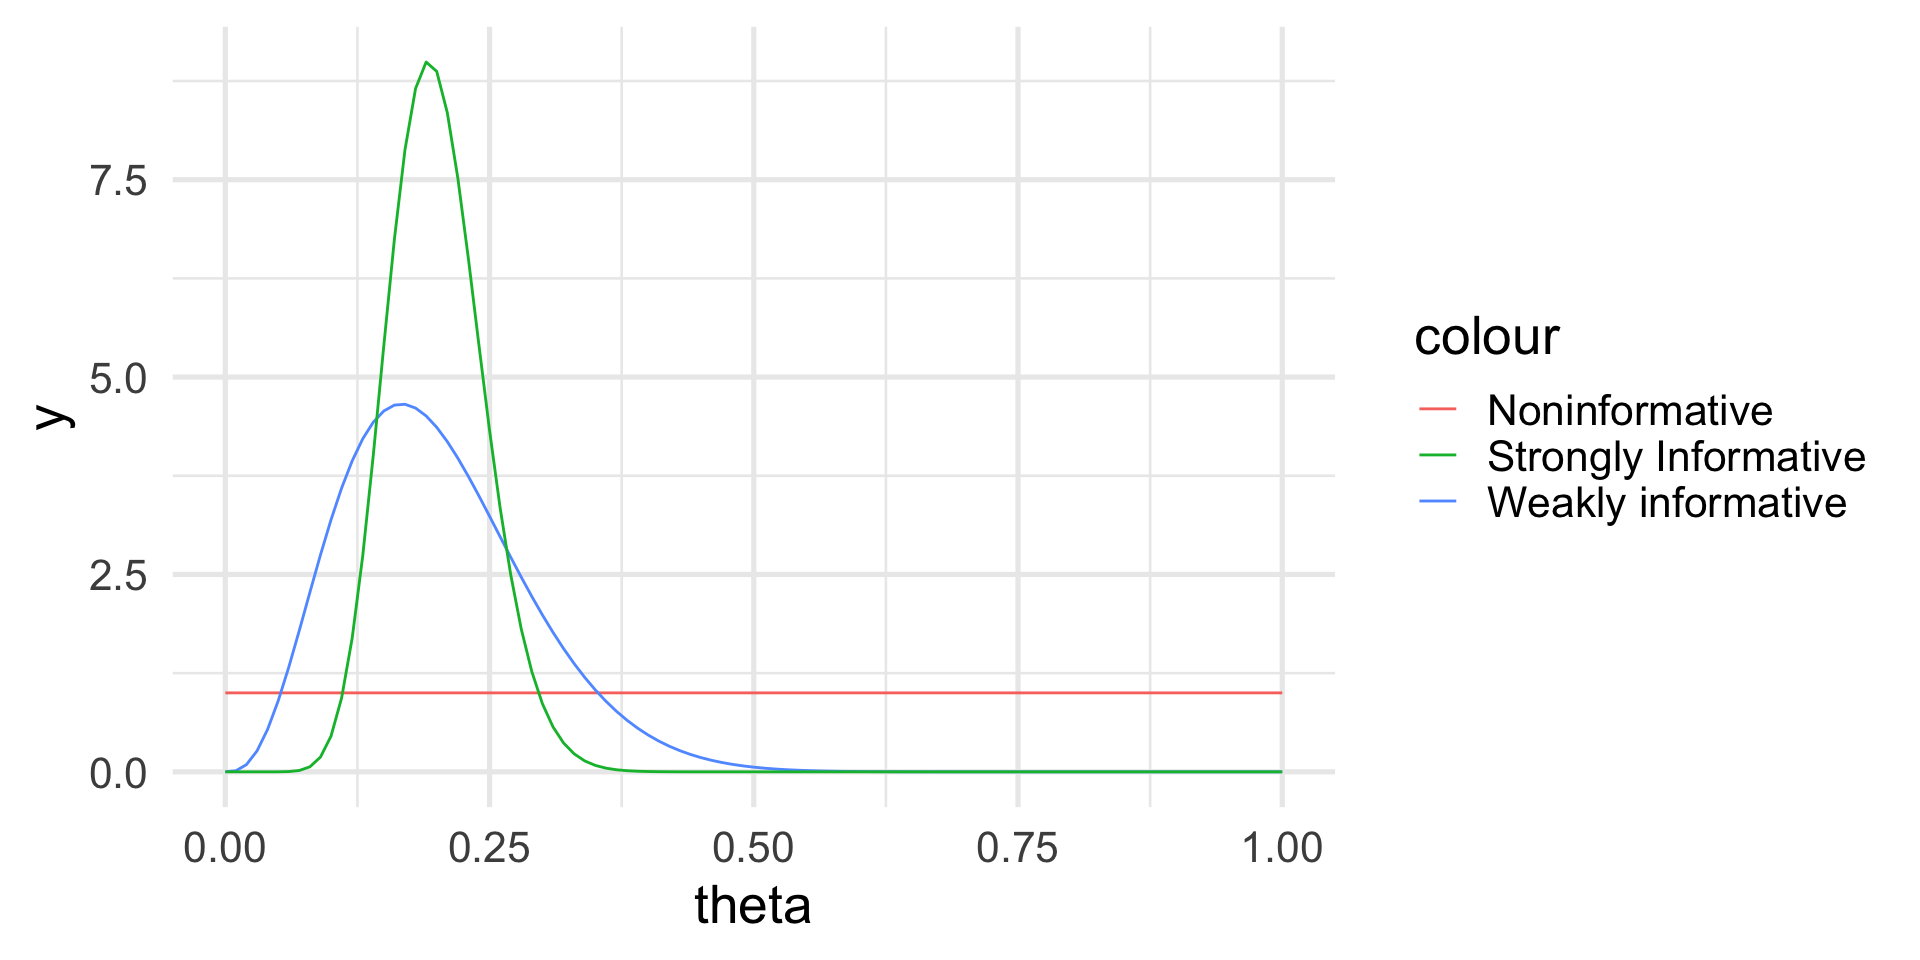 y
7.5
5.0
2.5
0.0
0.00 0.25 0.50 0.75 1.00
theta
colour
Noninformative
Strongly Informative
Weakly informative